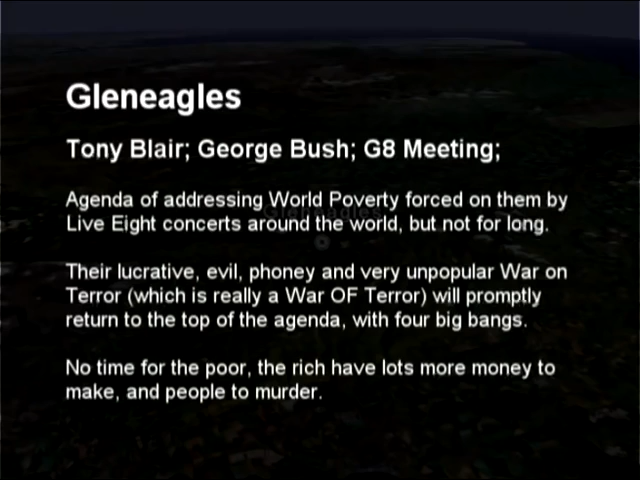 Gleneagles
Tony Blair; George Bush; G8 Meeting;
Agenda of addressing World Poverty forced on them by
Live Eight concerts around the world, but not for long.
Gleneagles
Their lucrative, evil, phoney and very unpopular War on
Terror (which is really a War OF Terror) will promptly
return to the top of the agenda, with four big bangs.
No time for the poor, the rich have lots more money to
make, and people to murder.